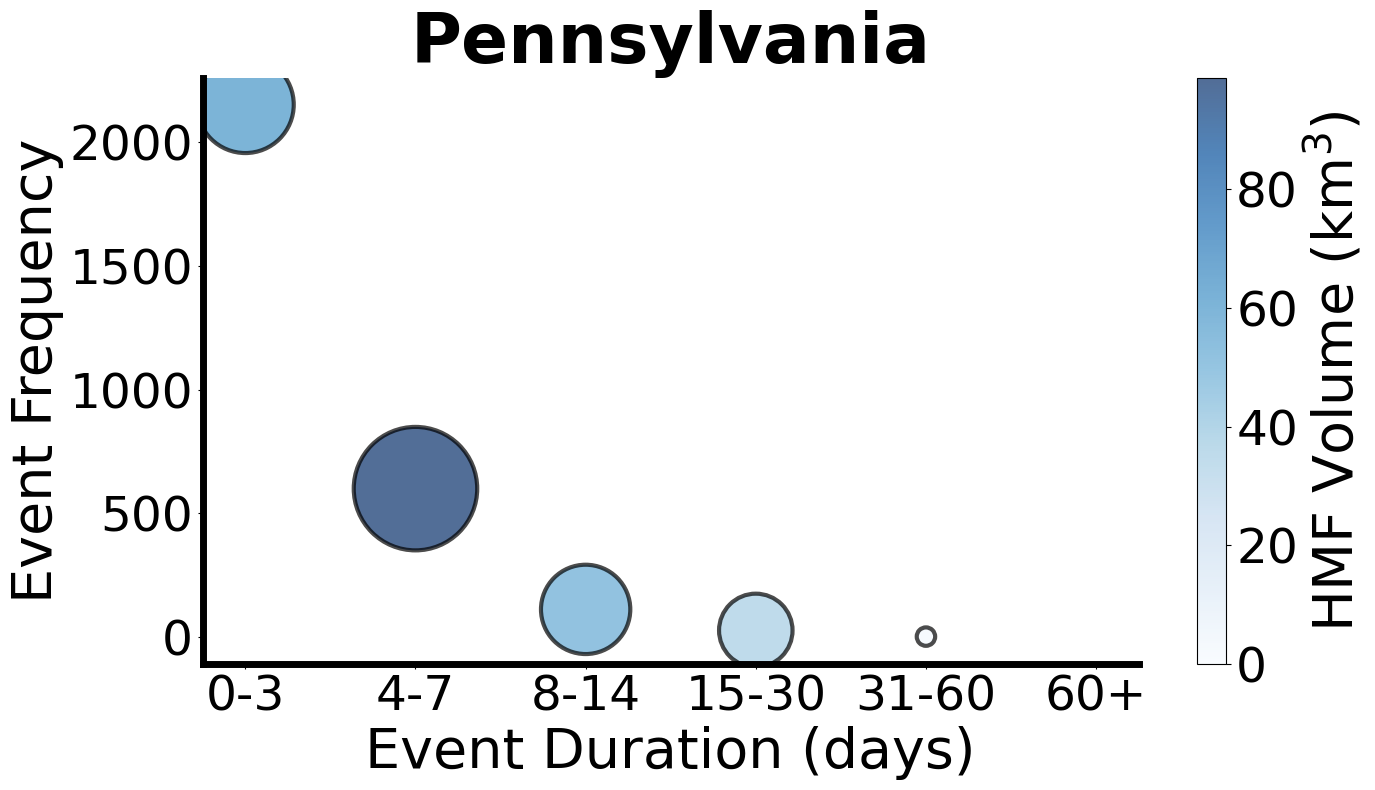 Pennsylvania
Event Frequency
2000
1500
1000
500
0
0-3 4-7 8-14 15-30 31-60 60+
Event Duration (days)
80
60
40
20
0
HMF Volume (km³)